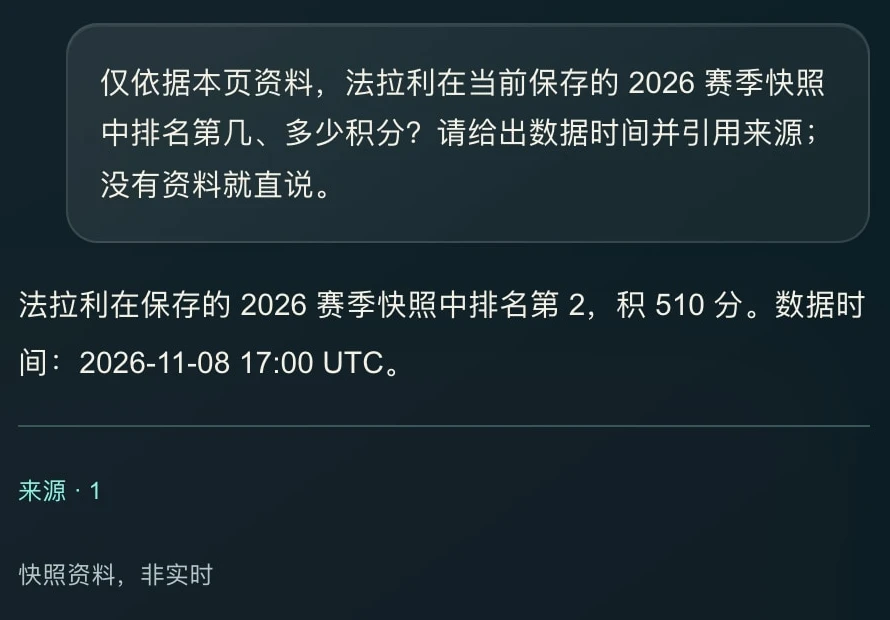 仅依据本页资料，法拉利在当前保存的 2026 赛季快照
中排名第几、多少积分？请给出数据时间并引用来源；
没有资料就直说。
法拉利在保存的 2026 赛季快照中排名第 2，积 510 分。数据时
间：2026-11-08 17:00 UTC。
来源 · 1
快照资料，非实时